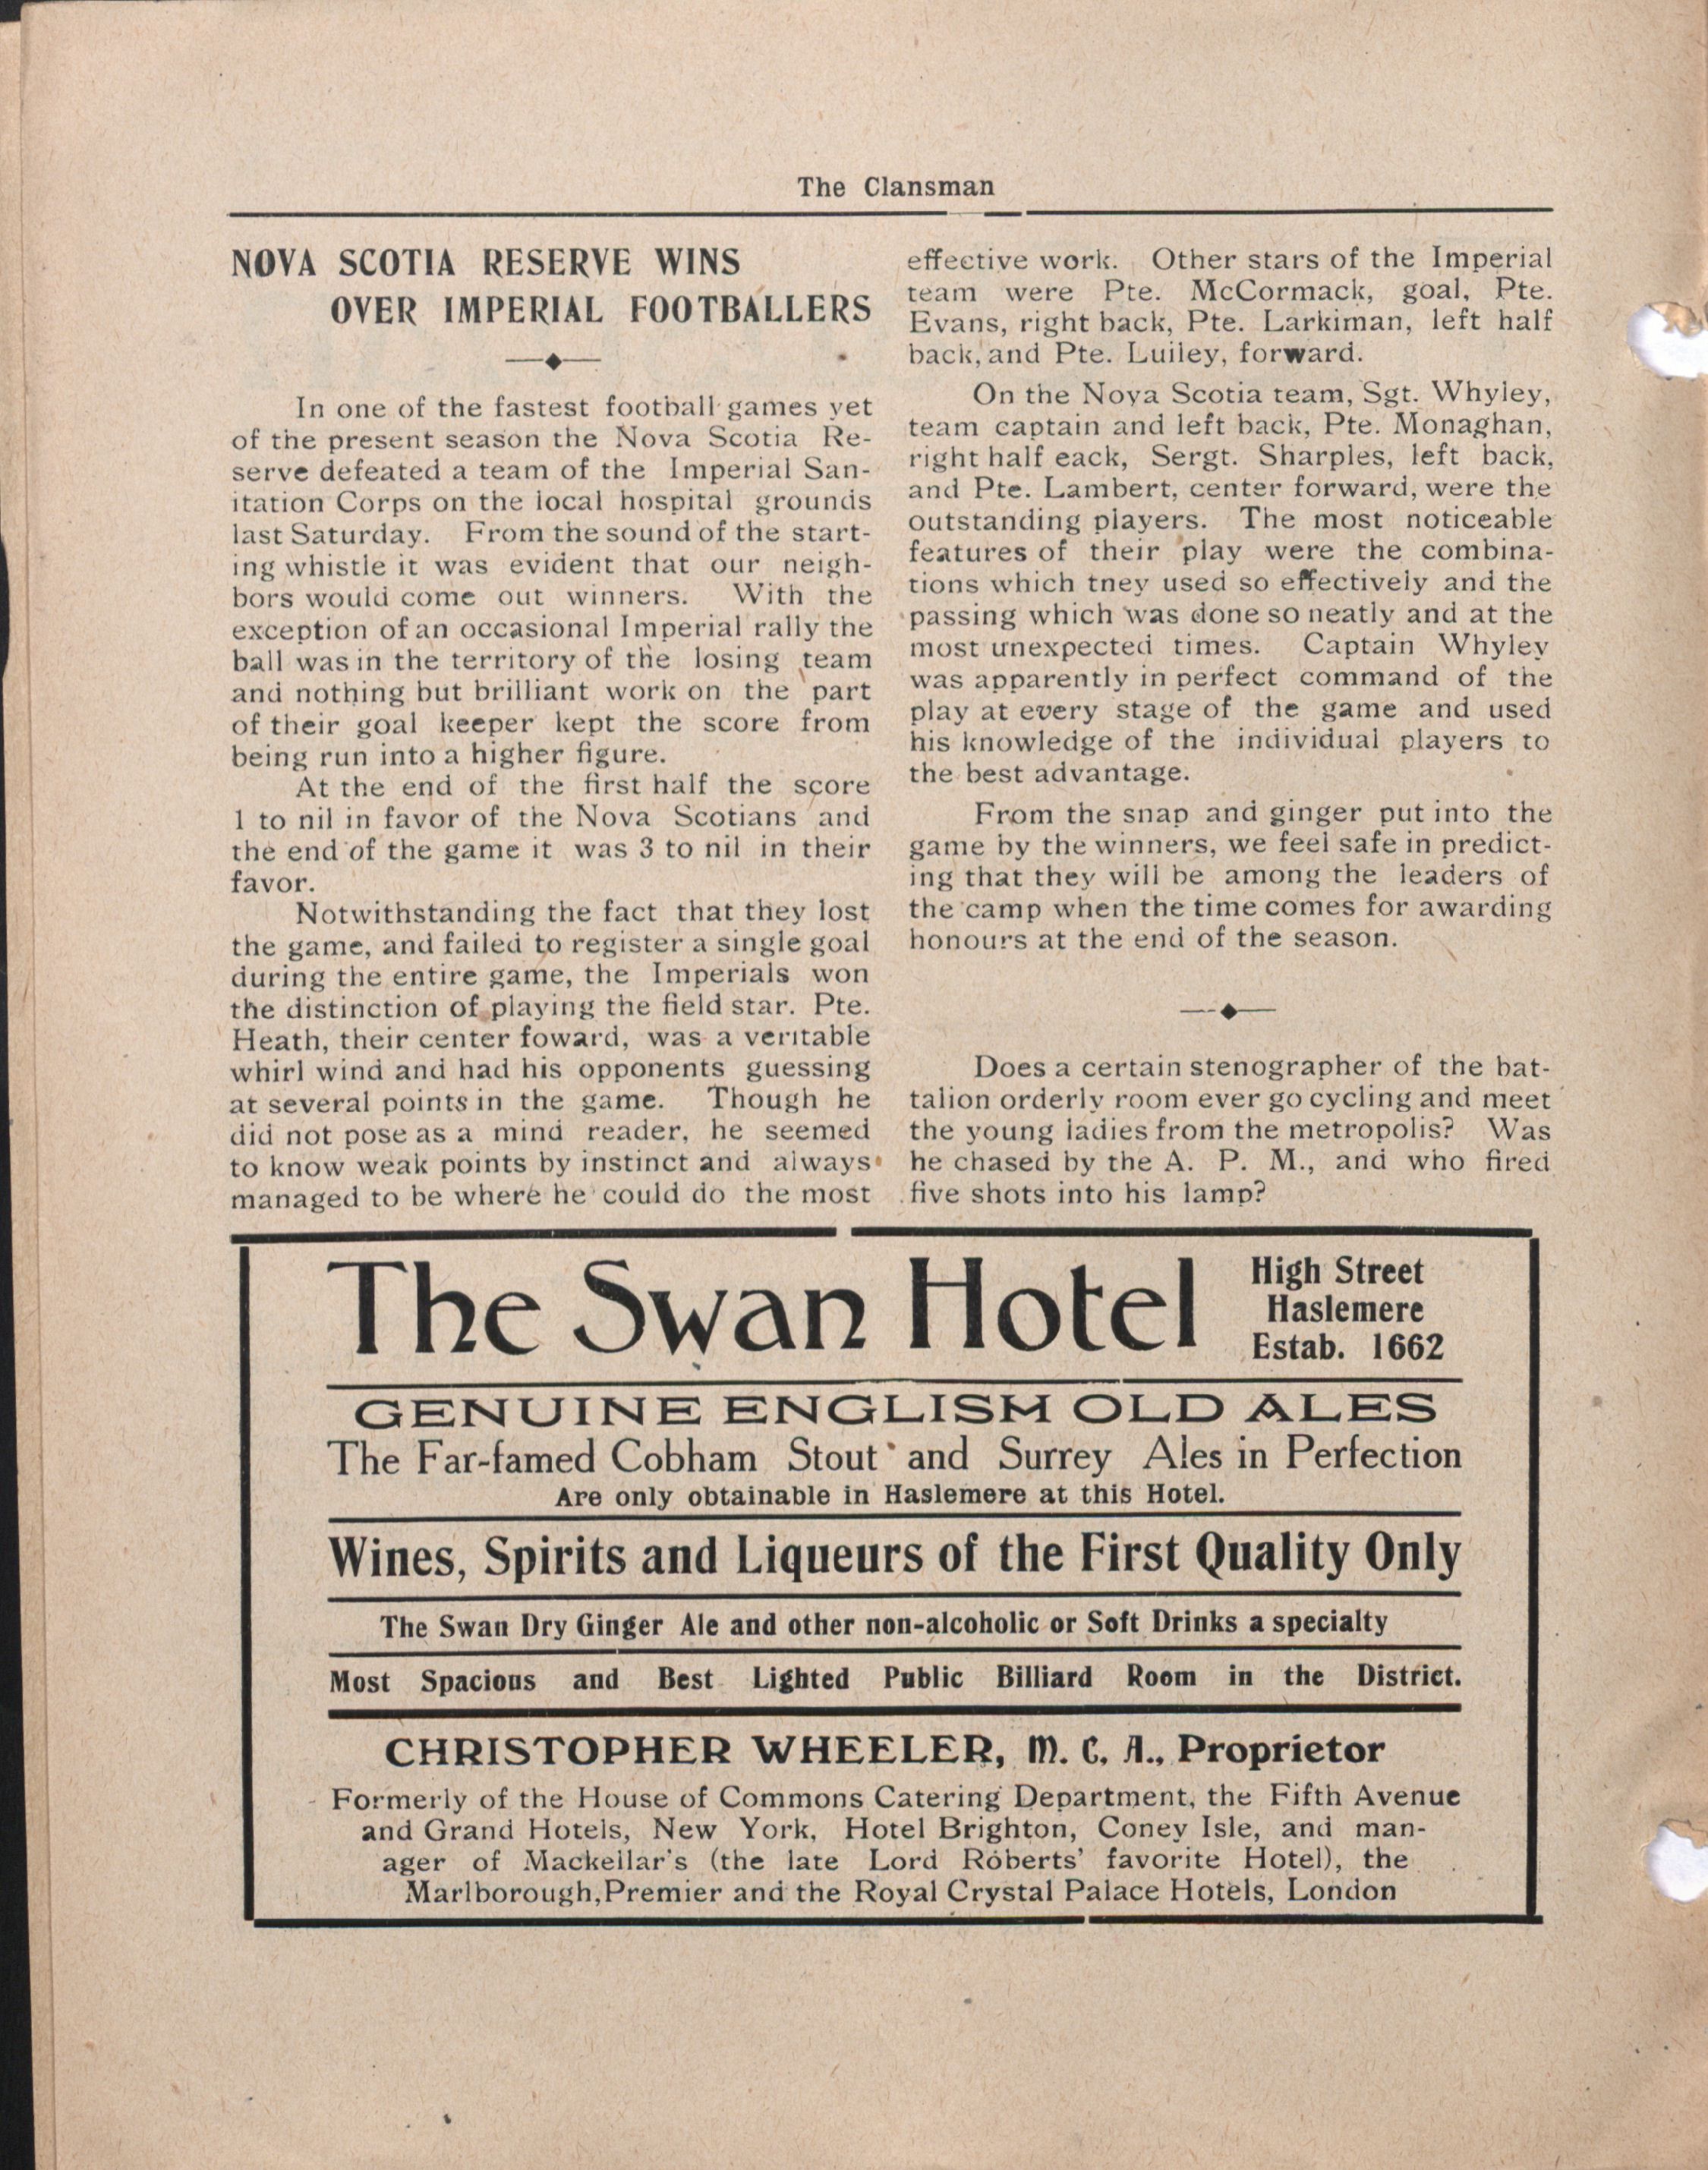 The Clansman
NOVA SCOTIA RESERVE WINS
OVER IMPERIAL FOOTBALLERS
In one of the fastest football games yet
of the present season the Nova Scotia Re-
serve defeated a team of the Imperial San-
itation Corps on the local hospital grounds
last Saturday. From the sound of the start-
ing whistle it was evident that our neigh-
bors would come out winners. With the
exception of an occasional Imperial rally the
ball was in the territory of the losing team
and nothing but brilliant work on the part
of their goal keeper kept the score from
being run into a higher figure.
At the end of the first half the score
1 to nil in favor of the Nova Scotians and
the end of the game it was 3 to nil in their
favor.
Notwithstanding the fact that they lost
the game, and failed to register a single goal
during the entire game, the Imperials won
the distinction of playing the field star. Pte.
Heath, their center foward, was a veritable
whirl wind and had his opponents guessing
at several points in the game. Though he
did not pose as a mind reader, he seemed
to know weak points by instinct and always
managed to be where he could do the most
effective work. Other stars of the Imperial
team were Pte. McCormack, goal, Pte.
Evans, right back, Pte. Larkiman, left half
back, and Pte. Luiley, forward.
On the Nova Scotia team, Sgt. Whyley,
team captain and left back, Pte. Monaghan,
right half eack, Sergt. Sharples, left back,
and Pte. Lambert, center forward, were the
outstanding players. The most noticeable
features of their play were the combina-
tions which tney used so effectively and the
passing which was done so neatly and at the
most unexpected times. Captain Whyley
was apparently in perfect command of the
play at every stage of the game and used
his knowledge of the individual players to
the best advantage.
From the snap and ginger put into the
game by the winners, we feel safe in predict-
ing that they will be among the leaders of
the camp when the time comes for awarding
honours at the end of the season.
Does a certain stenographer of the bat-
talion orderly room ever go cycling and meet
the young ladies from the metropolis? Was
he chased by the A. P. M., and who fired
five shots into his lamp?
The Swan Hotel
High Street
Haslemere
Estab. 1662
GENUINE ENGLISH OLD ALES
The Far-famed Cobham Stout and Surrey Ales in Perfection
Are only obtainable in Haslemere at this Hotel.
Wines, Spirits and Liqueurs of the First Quality Only
The Swan Dry Ginger Ale and other non-alcoholic or Soft Drinks a specialty
Most Spacious and Best Lighted Public Billiard Room in the District.
CHRISTOPHER WHEELER, M. C. A., Proprietor
Formerly of the House of Commons Catering Department, the Fifth Avenue
and Grand Hotels, New York, Hotel Brighton, Coney Isle, and man-
ager of Mackellar's (the late Lord Roberts' favorite Hotel), the
Marlborough, Premier and the Royal Crystal Palace Hotels, London